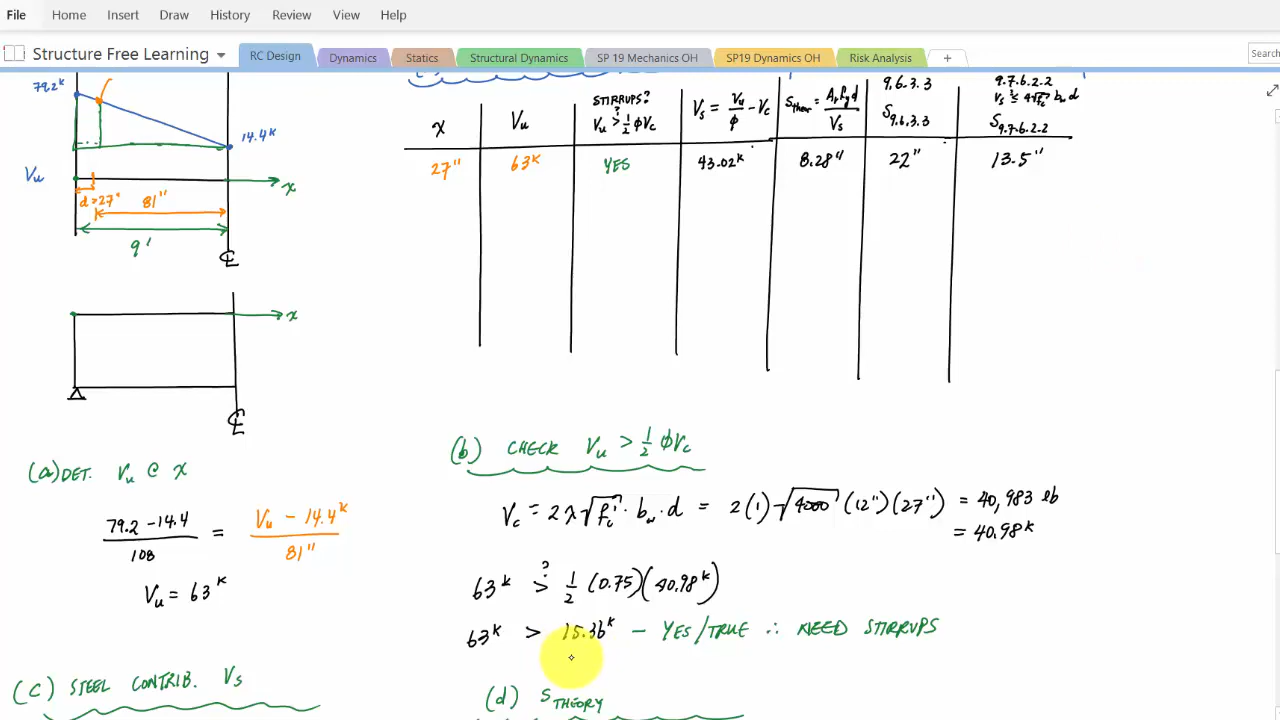 File Home Insert Draw History Review View Help
Structure Free Learning RC Design Dynamics Statics Structural Dynamics SP 19 Mechanics OH SP19 Dynamics OH Risk Analysis + Search
79.2k
14.4k
Vu
x
d=27"
81"
9'
℄
x
℄
x
Vu
STIRRUPS?
Vu > 1/2 φVc
Vs = Vu/φ - Vc
Stheor = Av fy d / Vs
9.6.3.3
S9.6.3.3
9.7.6.2.2
Vs ≤ 4√fc' bw d
S9.7.6.2.2
27" 63k YES 43.02k 8.28" 22" 13.5"
(a) DET. Vu @ x
79.2 - 14.4 / 108 = Vu - 14.4k / 81"
Vu = 63k
(b) CHECK Vu > 1/2 φVc
Vc = 2λ√fc' · bw · d = 2(1)√4000 (12")(27") = 40,983 lb
= 40.98k
63k >? 1/2 (0.75)(40.98k)
63k > 15.36k - YES/TRUE ∴ NEED STIRRUPS
(c) STEEL CONTRIB. Vs
(d) STHEORY